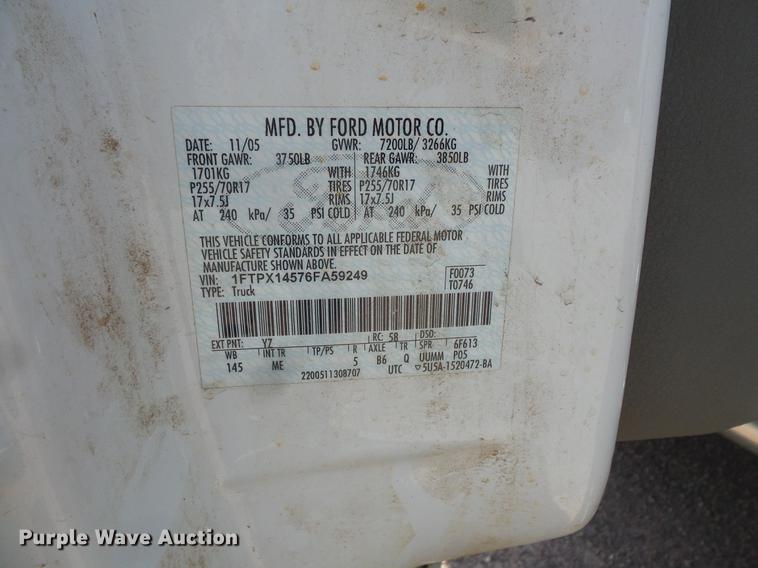 MFD. BY FORD MOTOR CO.
DATE: 11/05 GVWR: 7200LB/ 3266KG
FRONT GAWR: 3750LB REAR GAWR: 3850LB
1701KG WITH 1746KG WITH
P255/70R17 TIRES P255/70R17 TIRES
17x7.5J RIMS 17x7.5J RIMS
AT 240 kPa/ 35 PSI COLD AT 240 kPa/ 35 PSI COLD
THIS VEHICLE CONFORMS TO ALL APPLICABLE FEDERAL MOTOR
VEHICLE SAFETY STANDARDS IN EFFECT ON THE DATE OF
MANUFACTURE SHOWN ABOVE.
VIN: 1FTPX14576FA59249 F0073
TYPE: Truck T0746
EXT PNT: YZ RC: 58 DSO:
WB INT TR TP/PS R AXLE TR SPR 6F613
145 ME 5 B6 Q UUMM P05
2200511308707 UTC ▽5U5A-1520472-BA
Purple Wave Auction